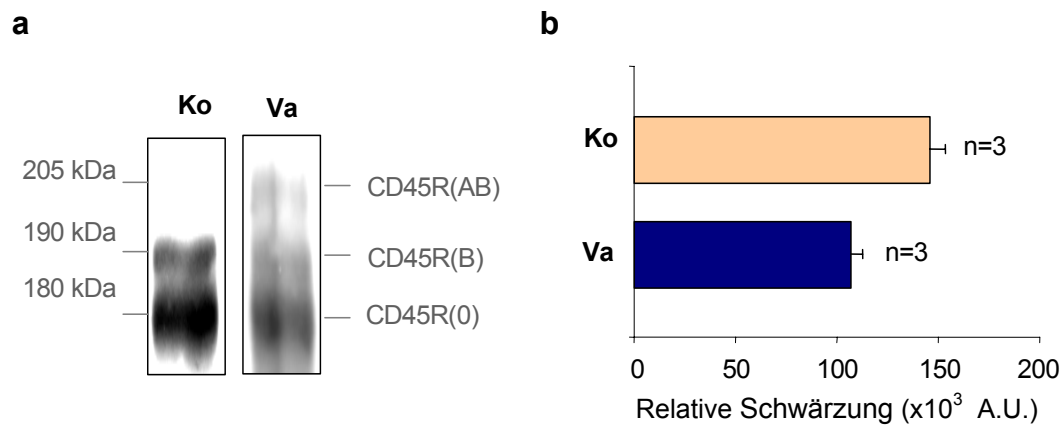 a
Ko
Va
205 kDa
190 kDa
180 kDa
CD45R(AB)
CD45R(B)
CD45R(0)
b
Ko
n=3
Va
n=3
0 50 100 150 200
Relative Schwärzung (x10³ A.U.)